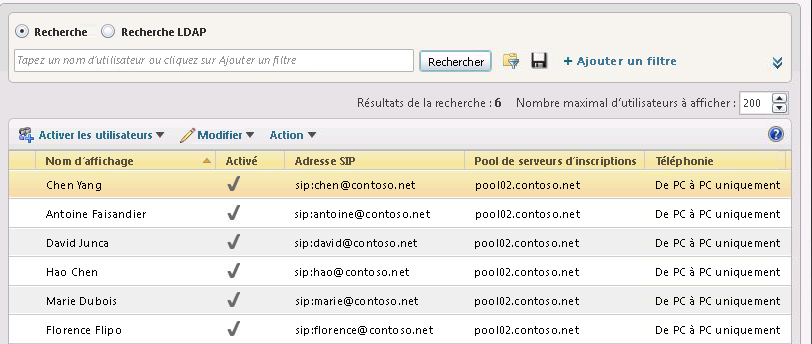 Recherche Recherche LDAP
Tapez un nom d'utilisateur ou cliquez sur Ajouter un filtre Rechercher + Ajouter un filtre
Résultats de la recherche : 6 Nombre maximal d'utilisateurs à afficher : 200
Activer les utilisateurs Modifier Action
Nom d'affichage Activé Adresse SIP Pool de serveurs d'inscriptions Téléphonie
Chen Yang sip:chen@contoso.net pool02.contoso.net De PC à PC uniquement
Antoine Faisandier sip:antoine@contoso.net pool02.contoso.net De PC à PC uniquement
David Junca sip:david@contoso.net pool02.contoso.net De PC à PC uniquement
Hao Chen sip:hao@contoso.net pool02.contoso.net De PC à PC uniquement
Marie Dubois sip:marie@contoso.net pool02.contoso.net De PC à PC uniquement
Florence Flipo sip:florence@contoso.net pool02.contoso.net De PC à PC uniquement